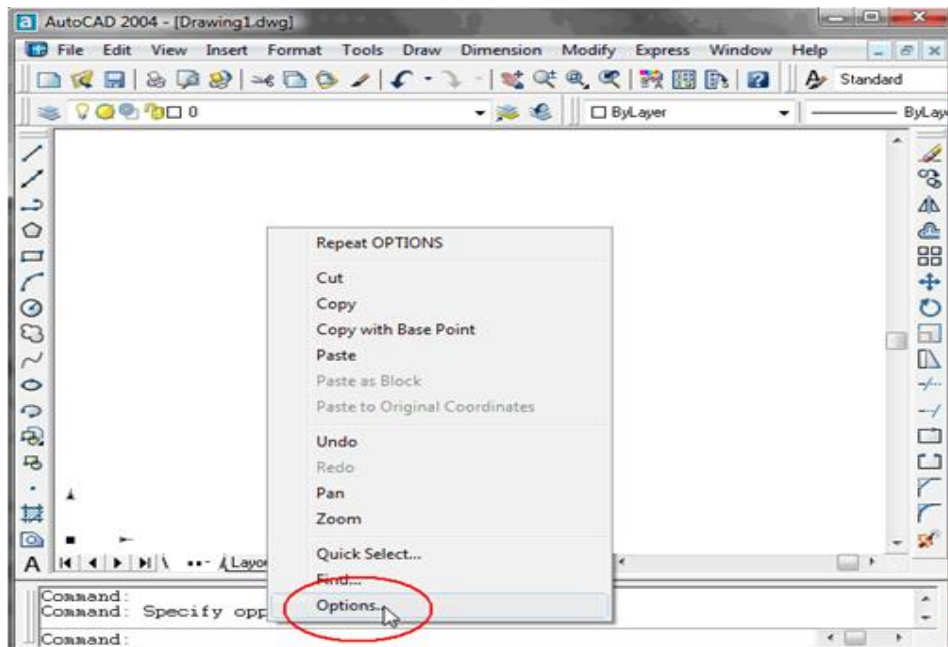 AutoCAD 2004 - [Drawing1.dwg]
File Edit View Insert Format Tools Draw Dimension Modify Express Window Help
Standard
0 ByLayer ByLay
Repeat OPTIONS
Cut
Copy
Copy with Base Point
Paste
Paste as Block
Paste to Original Coordinates
Undo
Redo
Pan
Zoom
Quick Select...
Find...
Options...
A Layo
Command:
Command: Specify opp
Command: